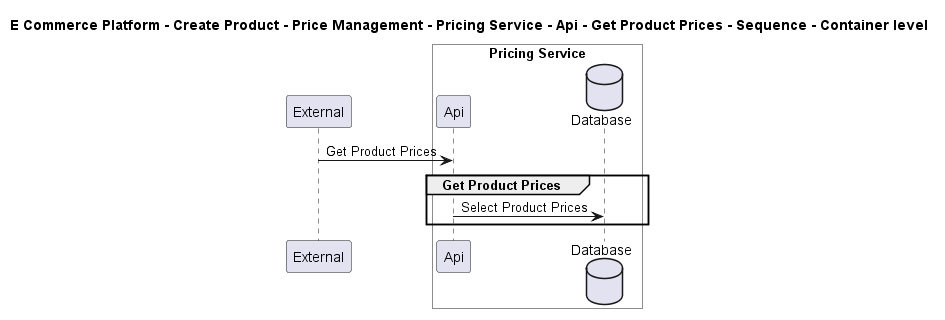 E Commerce Platform - Create Product - Price Management - Pricing Service - Api - Get Product Prices - Sequence - Container level
Pricing Service
External
Api
Database
Get Product Prices
Get Product Prices
Select Product Prices
External
Api
Database